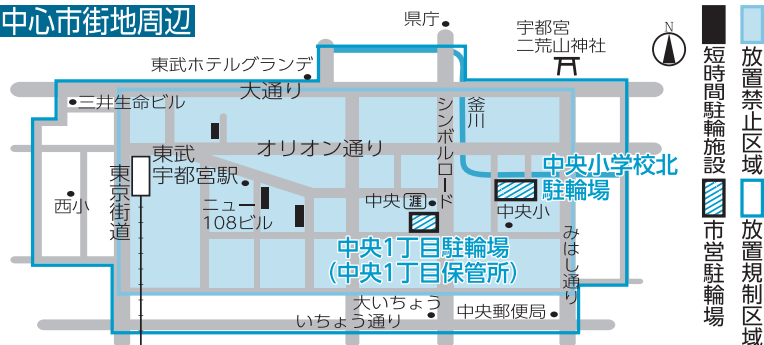 中心市街地周辺
県庁
宇都宮
二荒山神社
N
東武ホテルグランデ
大通り
三井生命ビル
シンボルロード
釜川
オリオン通り
東武
宇都宮駅
東京街道
西小
ニュー
108ビル
中央
中央小学校北
駐輪場
中央小
中央1丁目駐輪場
(中央1丁目保管所)
みはし通り
大いちょう
いちょう通り
中央郵便局
放置禁止区域
短時間駐輪施設
放置規制区域
市営駐輪場